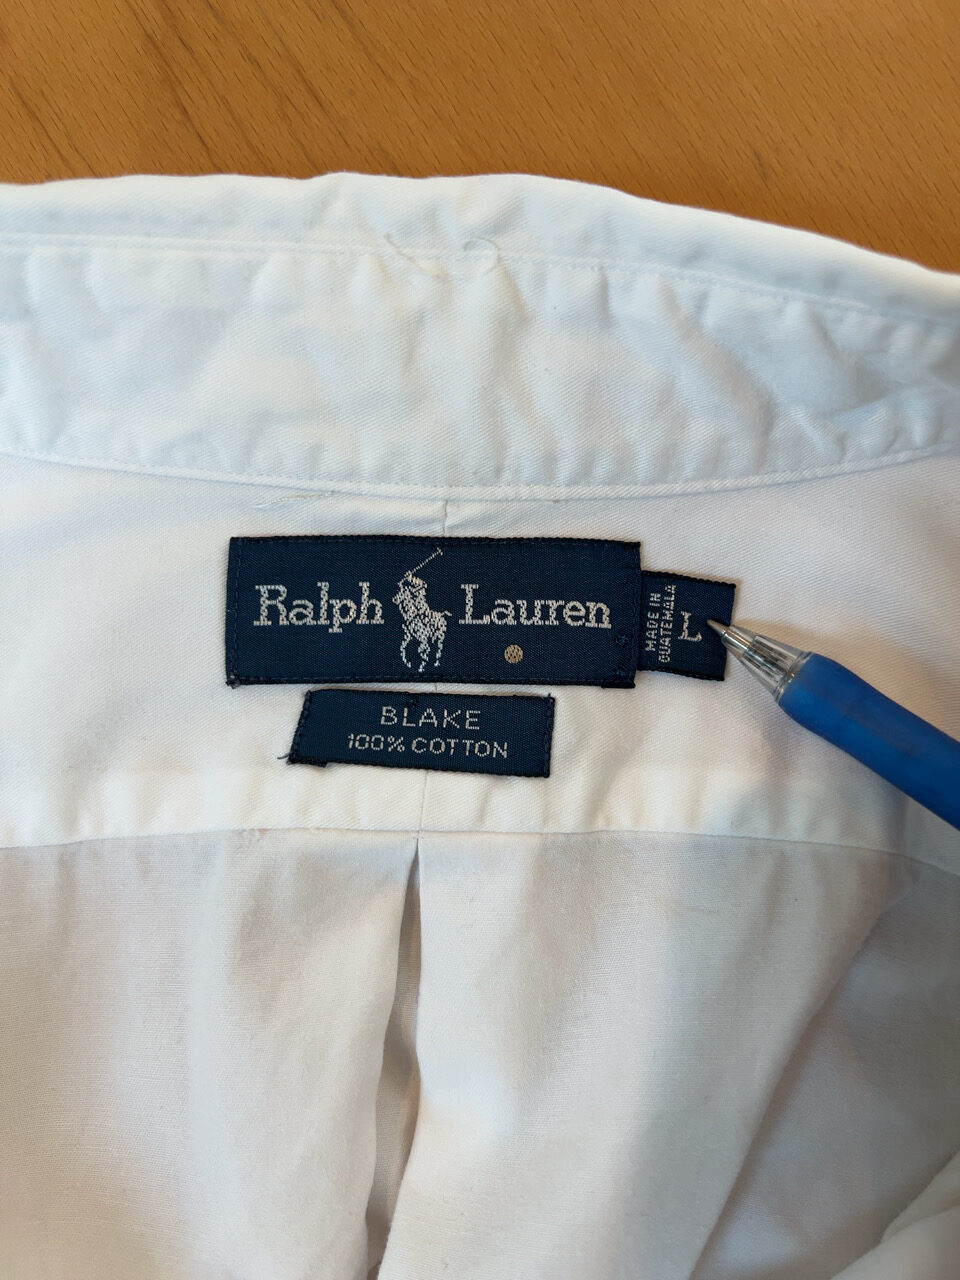 Ralph Lauren
MADE IN
GUATEMALA
L
BLAKE
100% COTTON